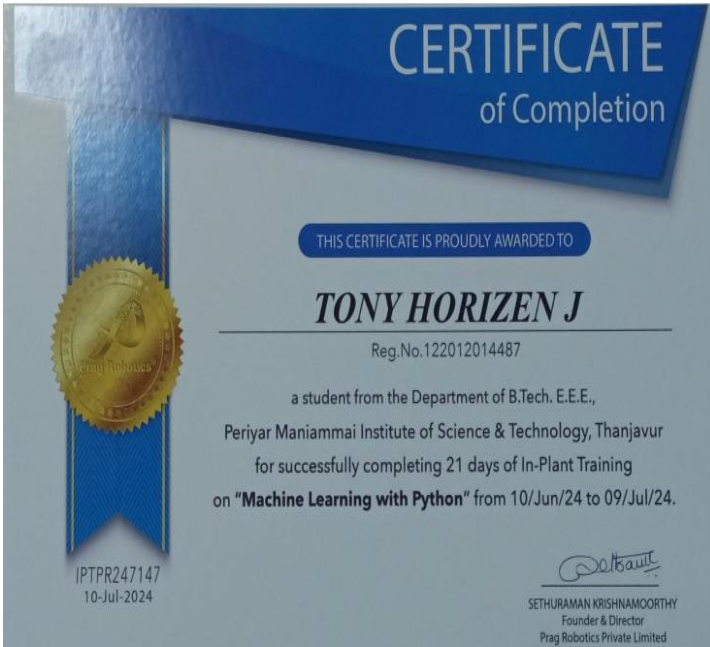 CERTIFICATE
of Completion
THIS CERTIFICATE IS PROUDLY AWARDED TO
TONY HORIZEN J
Reg.No.122012014487
a student from the Department of B.Tech. E.E.E.,
Periyar Maniammai Institute of Science & Technology, Thanjavur
for successfully completing 21 days of In-Plant Training
on "Machine Learning with Python" from 10/Jun/24 to 09/Jul/24.
Prag Robotics
IPTPR247147
10-Jul-2024
SETHURAMAN KRISHNAMOORTHY
Founder & Director
Prag Robotics Private Limited